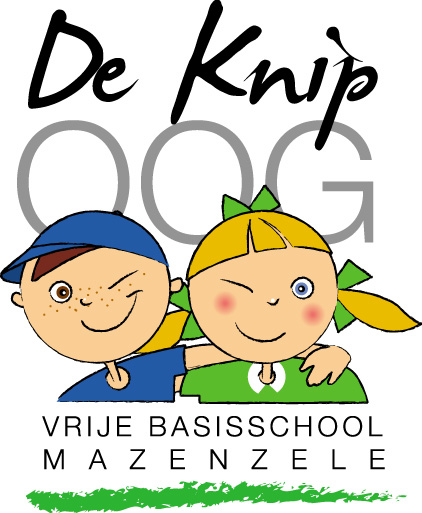 De Knip
OOG
VRIJE BASISSCHOOL
MAZENZELE